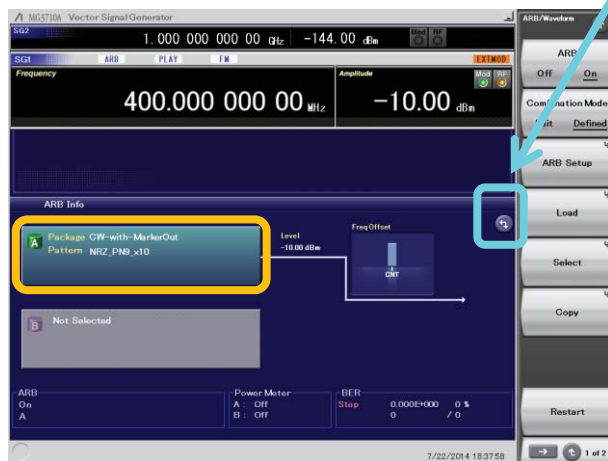 MG3710A Vector Signal Generator
SG2
1. 000 000 000 00 GHz -144. 00 dBm Mod RF
SG1 ARB PLAY FM EXTMOD
Frequency
Amplitude
Mod RF
400.000 000 00 MHz -10.00 dBm
ARB Info
A Package CW-with-MarkerOut
Pattern NRZ_PN9_x10
Level
-10.00 dBm
FreqOffset
CNT
B Not Selected
ARB
On
A
Power Meter
A : Off
B : Off
BER
Stop 0.000E+000 0 %
0 / 0
7/22/2014 18:37:58
ARB/Waveform
ARB
Off On
Defined
ARB Setup
Load
Select
Copy
Restart
1 of 2